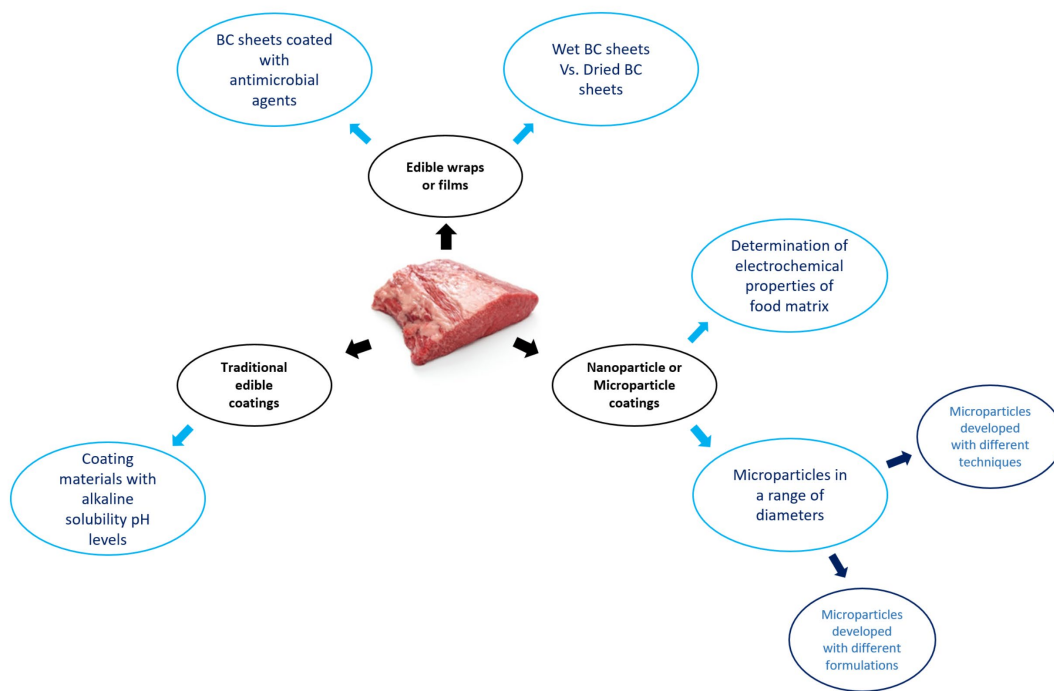 BC sheets coated
with
antimicrobial
agents
Wet BC sheets
Vs. Dried BC
sheets
Edible wraps
or films
Determination of
electrochemical
properties of
food matrix
Traditional
edible
coatings
Nanoparticle or
Microparticle
coatings
Microparticles
developed
with different
techniques
Coating
materials with
alkaline
solubility pH
levels
Microparticles in
a range of
diameters
Microparticles
developed
with different
formulations